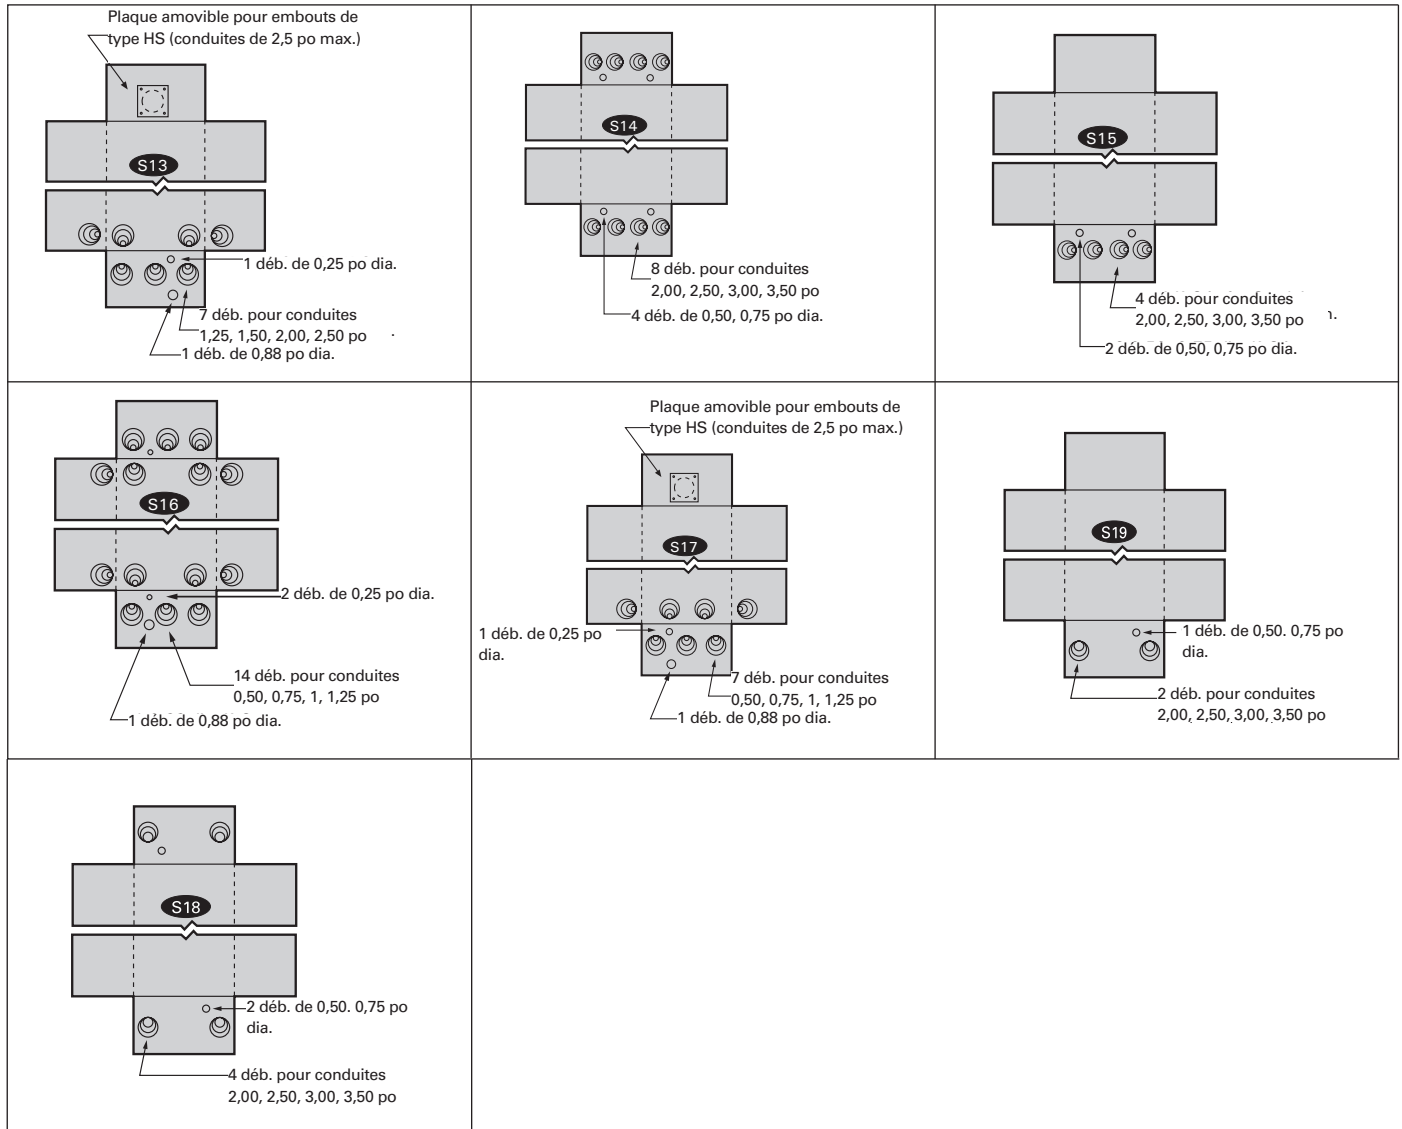 Plaque amovible pour embouts de
type HS (conduites de 2,5 po max.)
S13
1 déb. de 0,25 po dia.
7 déb. pour conduites
1,25, 1,50, 2,00, 2,50 po
1 déb. de 0,88 po dia.
S14
8 déb. pour conduites
2,00, 2,50, 3,00, 3,50 po
4 déb. de 0,50, 0,75 po dia.
S15
4 déb. pour conduites
2,00, 2,50, 3,00, 3,50 po
2 déb. de 0,50, 0,75 po dia.
S16
2 déb. de 0,25 po dia.
14 déb. pour conduites
0,50, 0,75, 1, 1,25 po
1 déb. de 0,88 po dia.
Plaque amovible pour embouts de
type HS (conduites de 2,5 po max.)
S17
1 déb. de 0,25 po
dia.
7 déb. pour conduites
0,50, 0,75, 1, 1,25 po
1 déb. de 0,88 po dia.
S19
1 déb. de 0,50. 0,75 po
dia.
2 déb. pour conduites
2,00, 2,50, 3,00, 3,50 po
S18
2 déb. de 0,50. 0,75 po
dia.
4 déb. pour conduites
2,00, 2,50, 3,00, 3,50 po